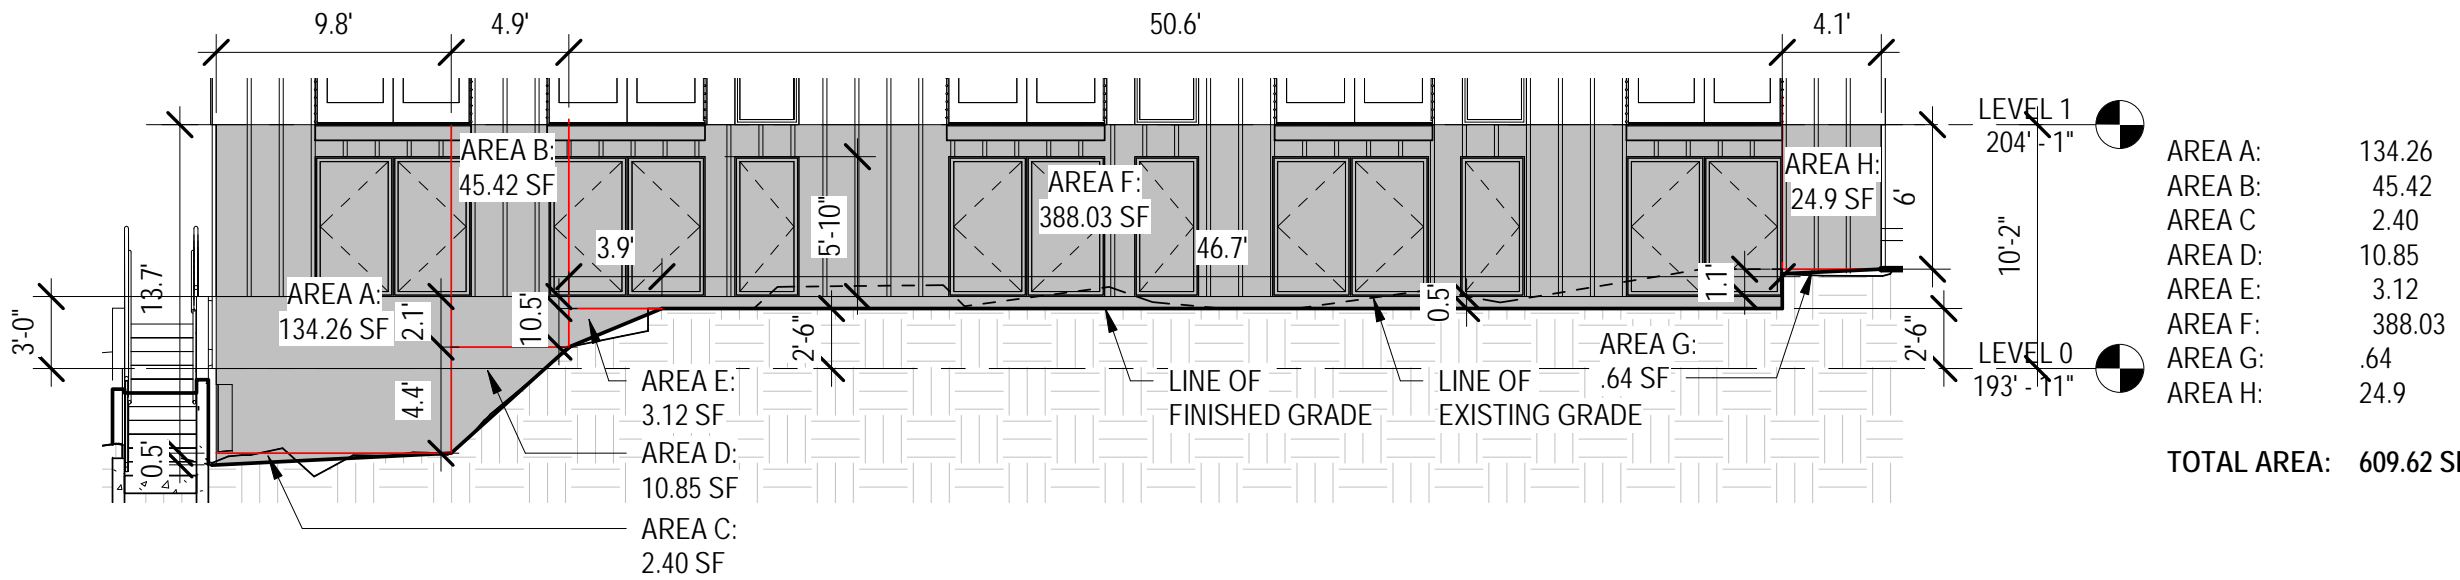 9.8'
4.9'
50.6'
4.1'
LEVEL 1
204' - 1"
AREA B:
45.42 SF
AREA F:
388.03 SF
AREA H:
24.9 SF
6'
10'-2"
13.7'
5'-10"
3.9'
46.7'
1.1'
AREA A:
134.26 SF
2.1'
10.5'
0.5'
3'-0"
2'-6"
2'-6"
4.4'
0.5'
AREA G:
.64 SF
LEVEL 0
193' - 11"
AREA E:
3.12 SF
LINE OF
FINISHED GRADE
LINE OF
EXISTING GRADE
AREA D:
10.85 SF
AREA C:
2.40 SF
AREA A: 134.26
AREA B: 45.42
AREA C 2.40
AREA D: 10.85
AREA E: 3.12
AREA F: 388.03
AREA G: .64
AREA H: 24.9
TOTAL AREA: 609.62 S